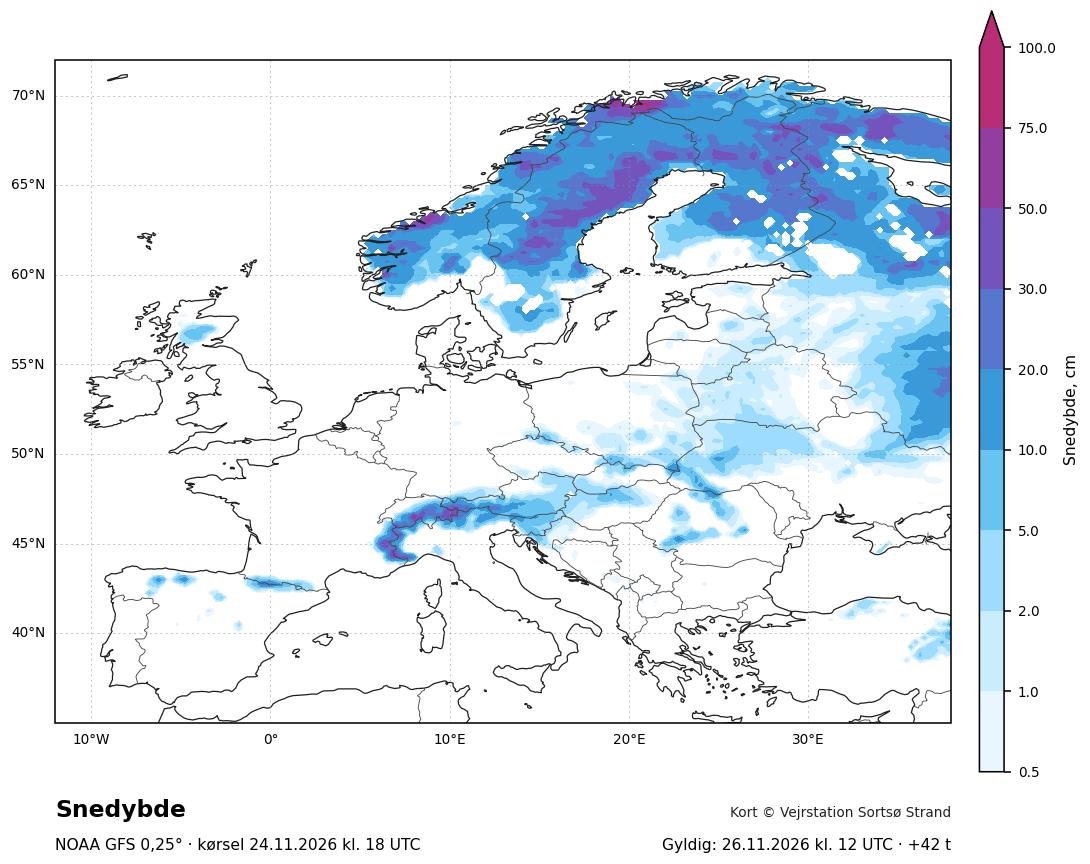 70°N
65°N
60°N
55°N
50°N
45°N
40°N
10°W
0°
10°E
20°E
30°E
100.0
75.0
50.0
30.0
20.0
10.0
5.0
2.0
1.0
0.5
Snedybde, cm
Snedybde
Kort © Vejrstation Sortsø Strand
NOAA GFS 0,25° · kørsel 24.11.2026 kl. 18 UTC
Gyldig: 26.11.2026 kl. 12 UTC · +42 t